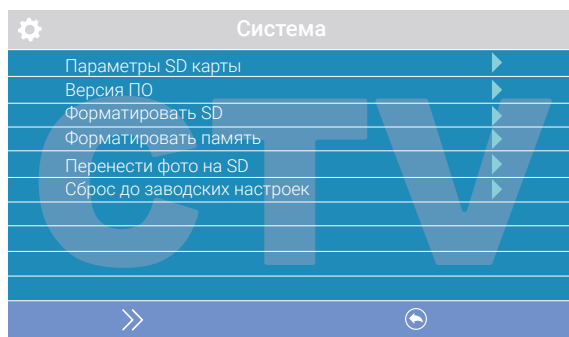 Система
Параметры SD карты
Версия ПО
Форматировать SD
Форматировать память
Перенести фото на SD
Сброс до заводских настроек
CTV